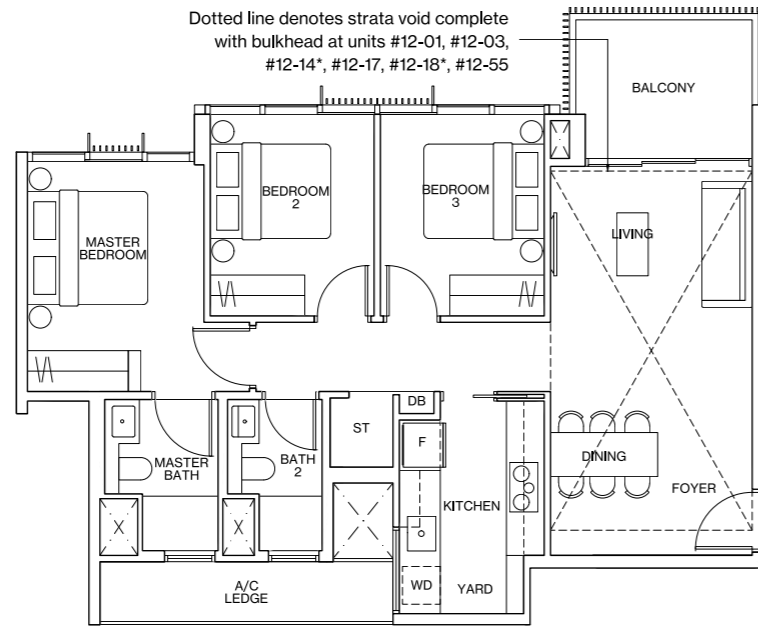 Dotted line denotes strata void complete
with bulkhead at units #12-01, #12-03,
#12-14*, #12-17, #12-18*, #12-55
BALCONY
BEDROOM
2
BEDROOM
3
MASTER
BEDROOM
LIVING
DB
ST
F
MASTER
BATH
BATH
2
KITCHEN
DINING
FOYER
A/C
LEDGE
WD
YARD